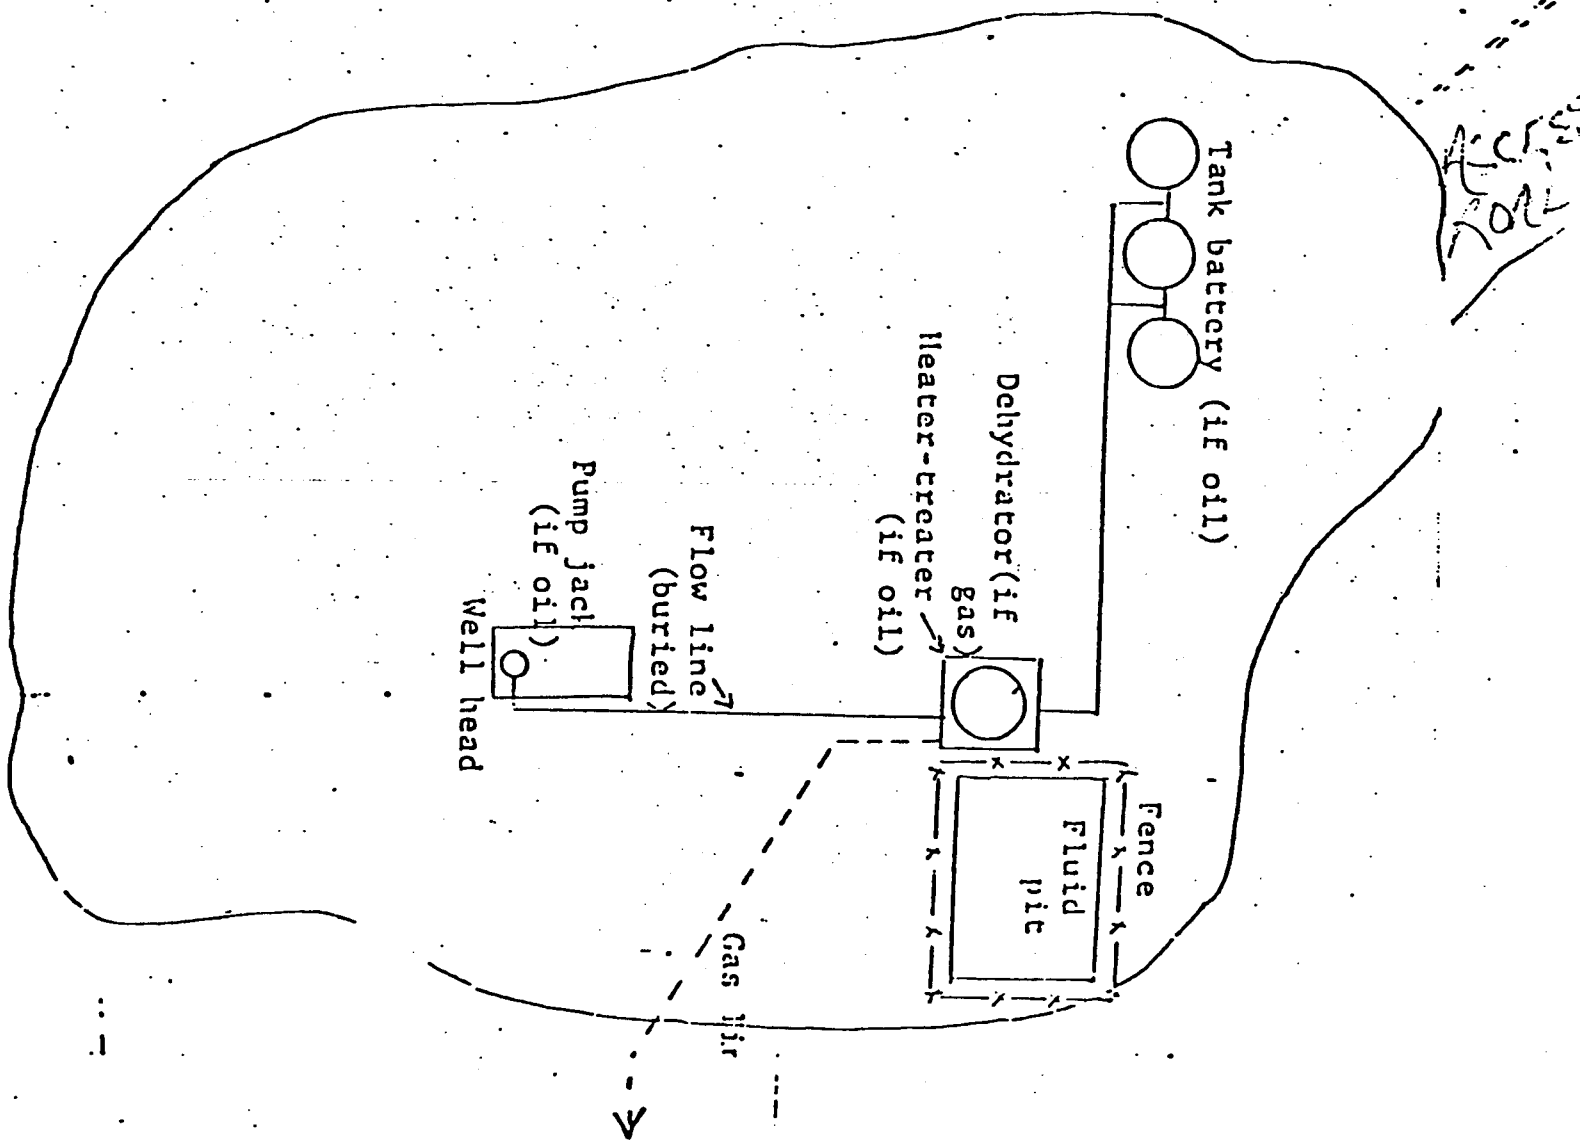 Tank battery (if oil)
Fence
Fluid
pit
Dehydrator(if
gas)
Heater-treater
(if oil)
Flow line
(buried)
Pump jack
(if oil)
Well head
Gas